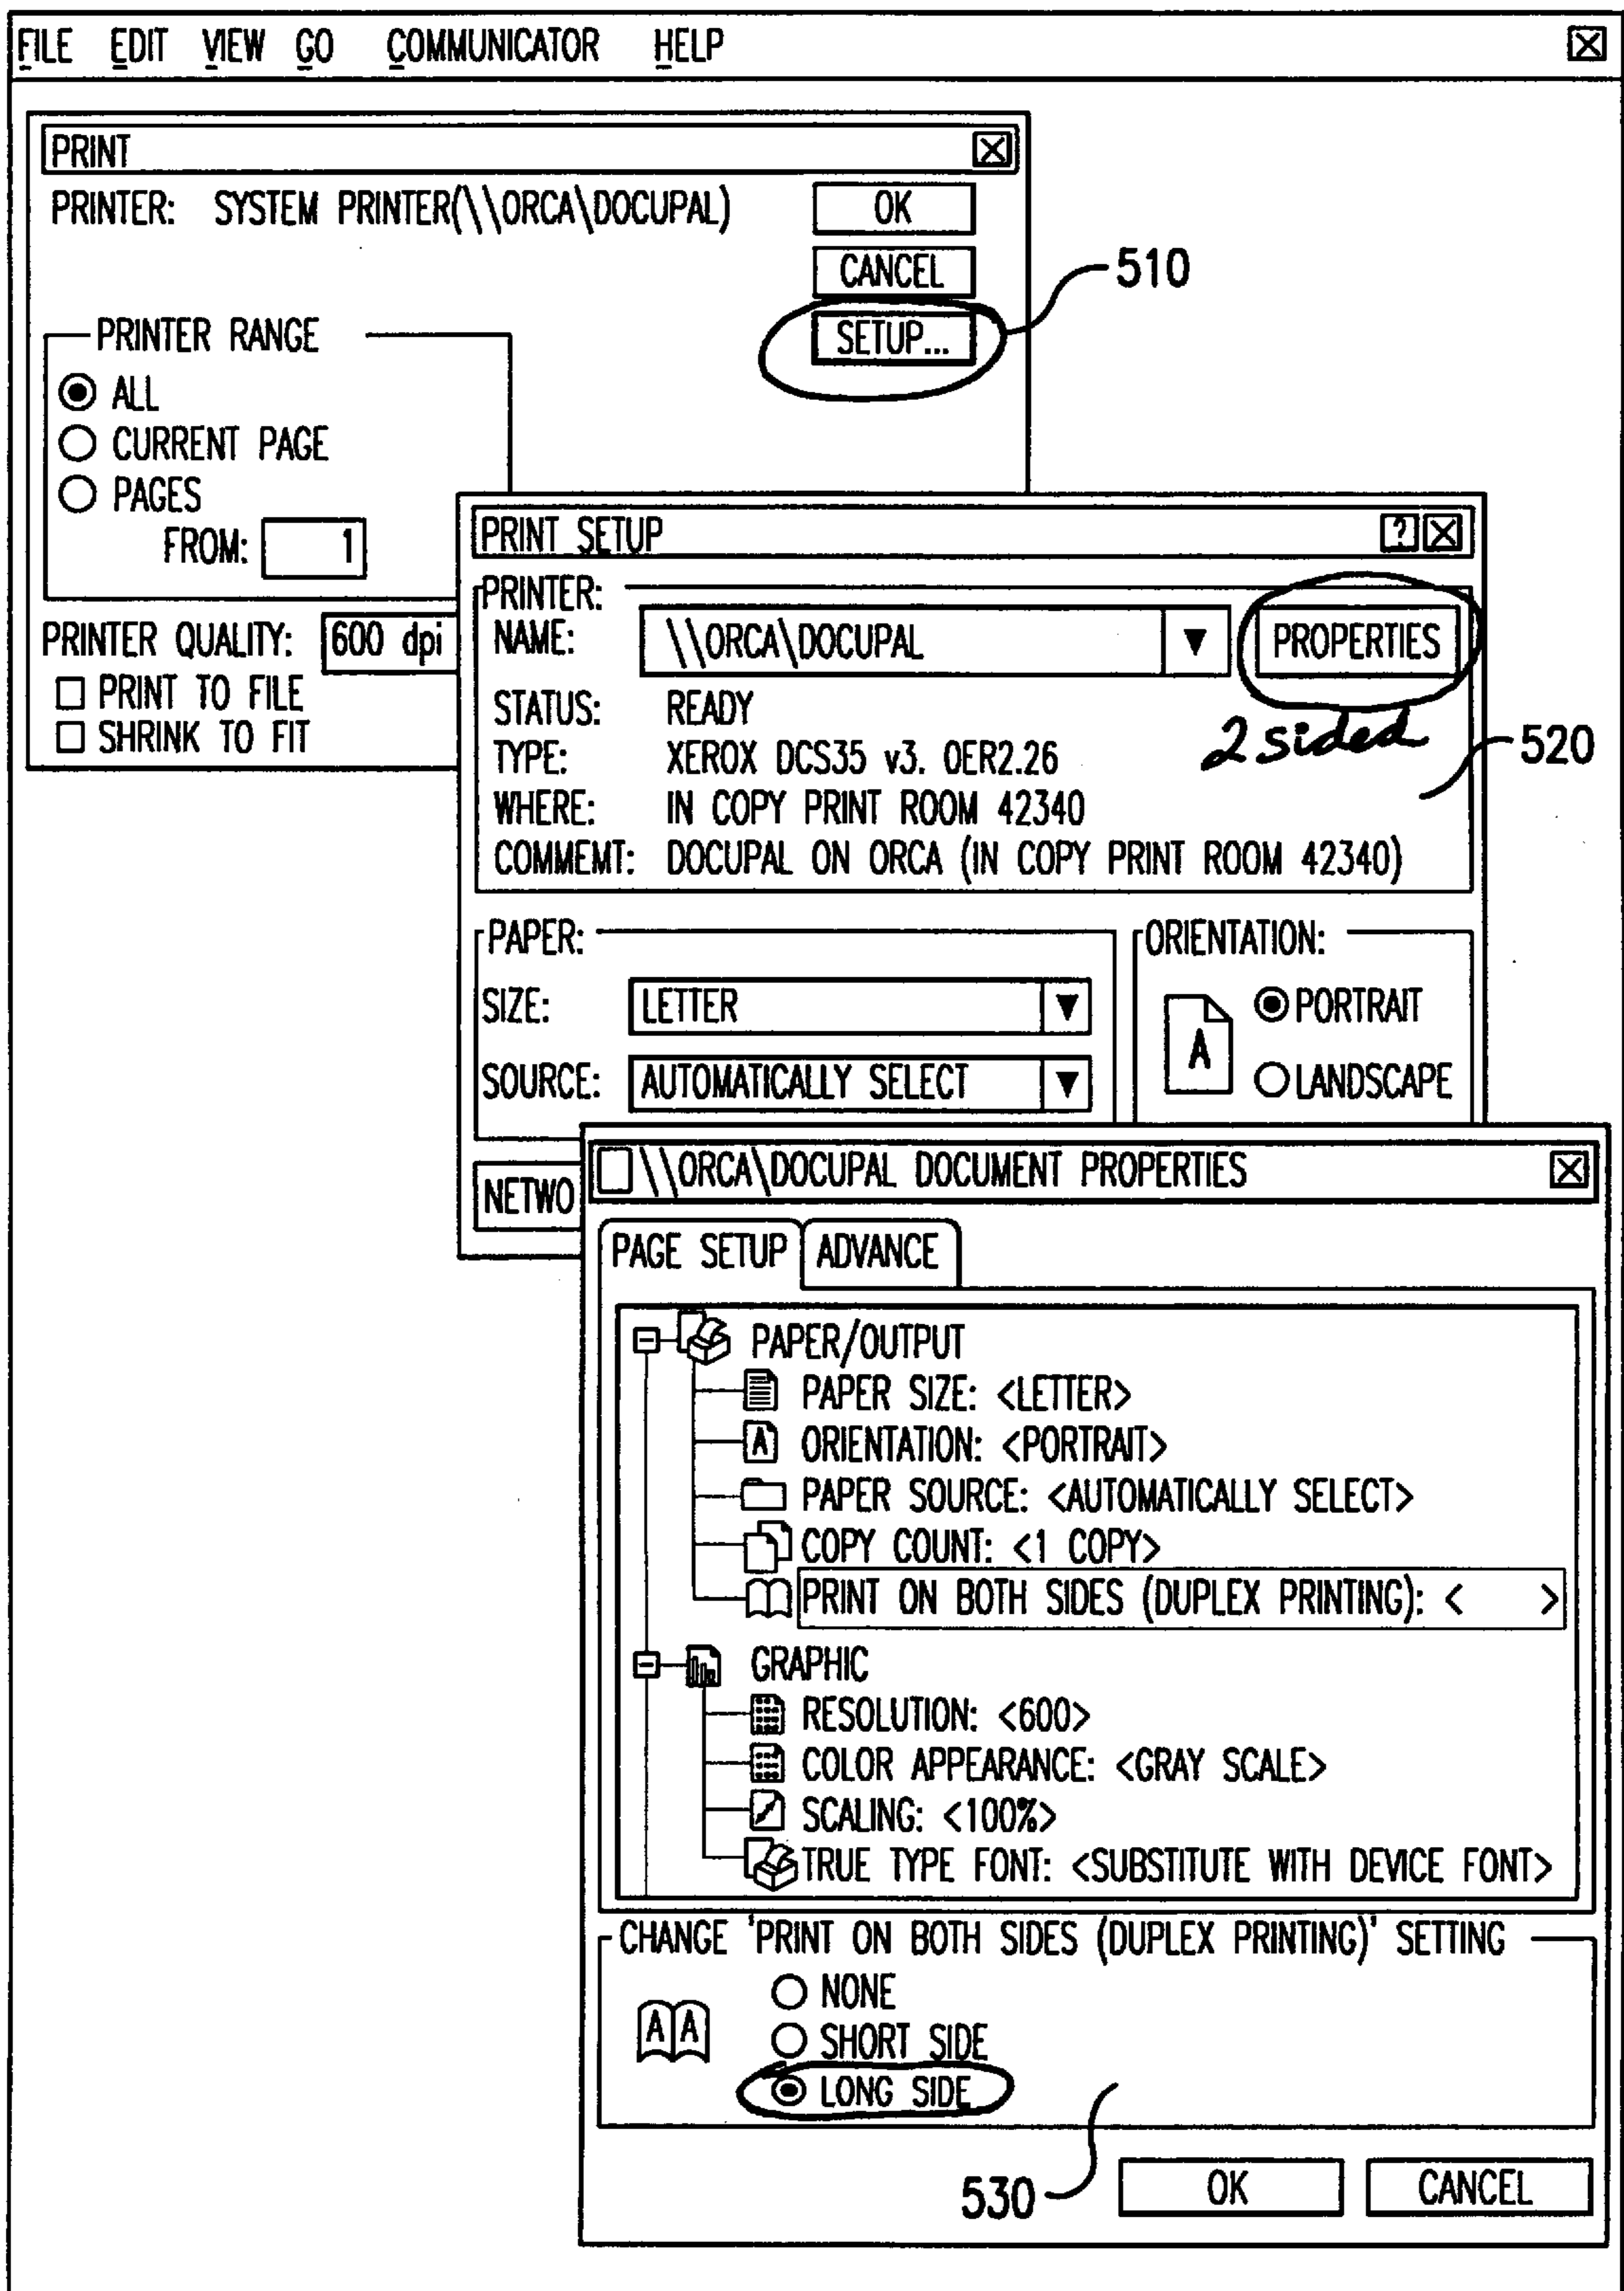 FILE EDIT VIEW GO COMMUNICATOR HELP
PRINT
PRINTER: SYSTEM PRINTER(\\ORCA\DOCUPAL)
OK
CANCEL
510
SETUP...
PRINTER RANGE
ALL
CURRENT PAGE
PAGES
FROM: 1
PRINTER QUALITY: 600 dpi
PRINT TO FILE
SHRINK TO FIT
PRINT SETUP ?
PRINTER:
NAME: \\ORCA\DOCUPAL PROPERTIES
2 sided
520
STATUS: READY
TYPE: XEROX DCS35 v3. 0ER2.26
WHERE: IN COPY PRINT ROOM 42340
COMMEMT: DOCUPAL ON ORCA (IN COPY PRINT ROOM 42340)
PAPER:
SIZE: LETTER
SOURCE: AUTOMATICALLY SELECT
ORIENTATION:
A
PORTRAIT
LANDSCAPE
NETWO
\\ORCA\DOCUPAL DOCUMENT PROPERTIES
PAGE SETUP ADVANCE
PAPER/OUTPUT
PAPER SIZE: <LETTER>
A ORIENTATION: <PORTRAIT>
PAPER SOURCE: <AUTOMATICALLY SELECT>
COPY COUNT: <1 COPY>
PRINT ON BOTH SIDES (DUPLEX PRINTING): < >
GRAPHIC
RESOLUTION: <600>
COLOR APPEARANCE: <GRAY SCALE>
SCALING: <100%>
TRUE TYPE FONT: <SUBSTITUTE WITH DEVICE FONT>
CHANGE 'PRINT ON BOTH SIDES (DUPLEX PRINTING)' SETTING
A A
NONE
SHORT SIDE
LONG SIDE
530
OK CANCEL